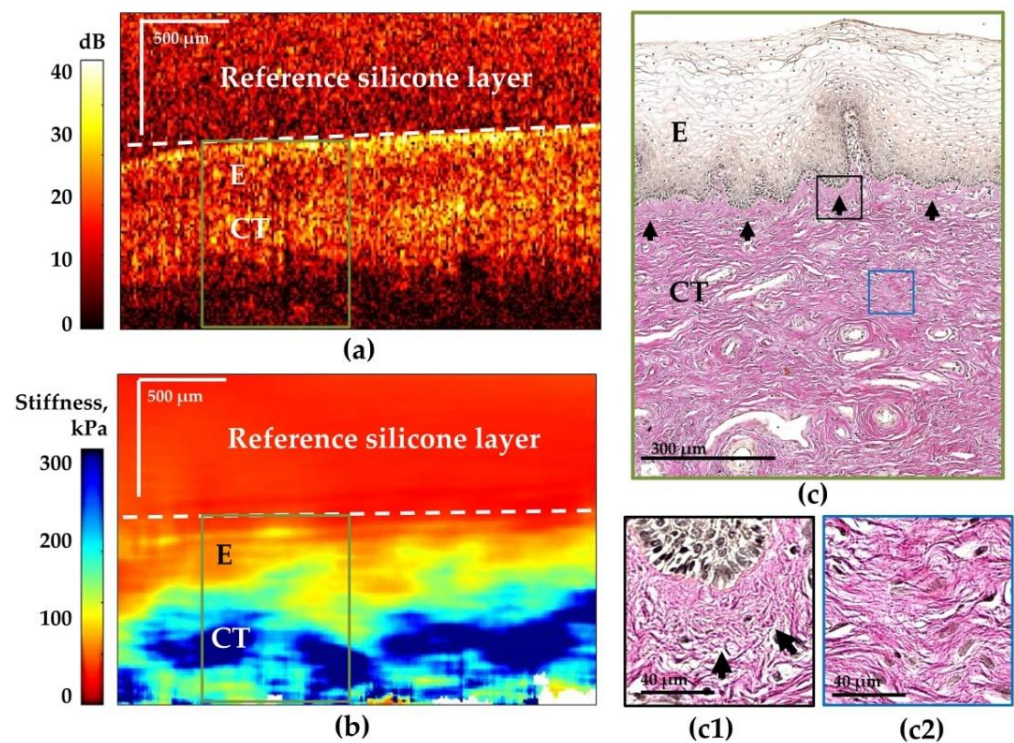 dB
40
30
20
10
0
500 μm
Reference silicone layer
E
CT
(a)
Stiffness,
kPa
300
200
100
0
500 μm
Reference silicone layer
E
CT
(b)
E
CT
300 μm
(c)
40 μm
(c1)
40 μm
(c2)